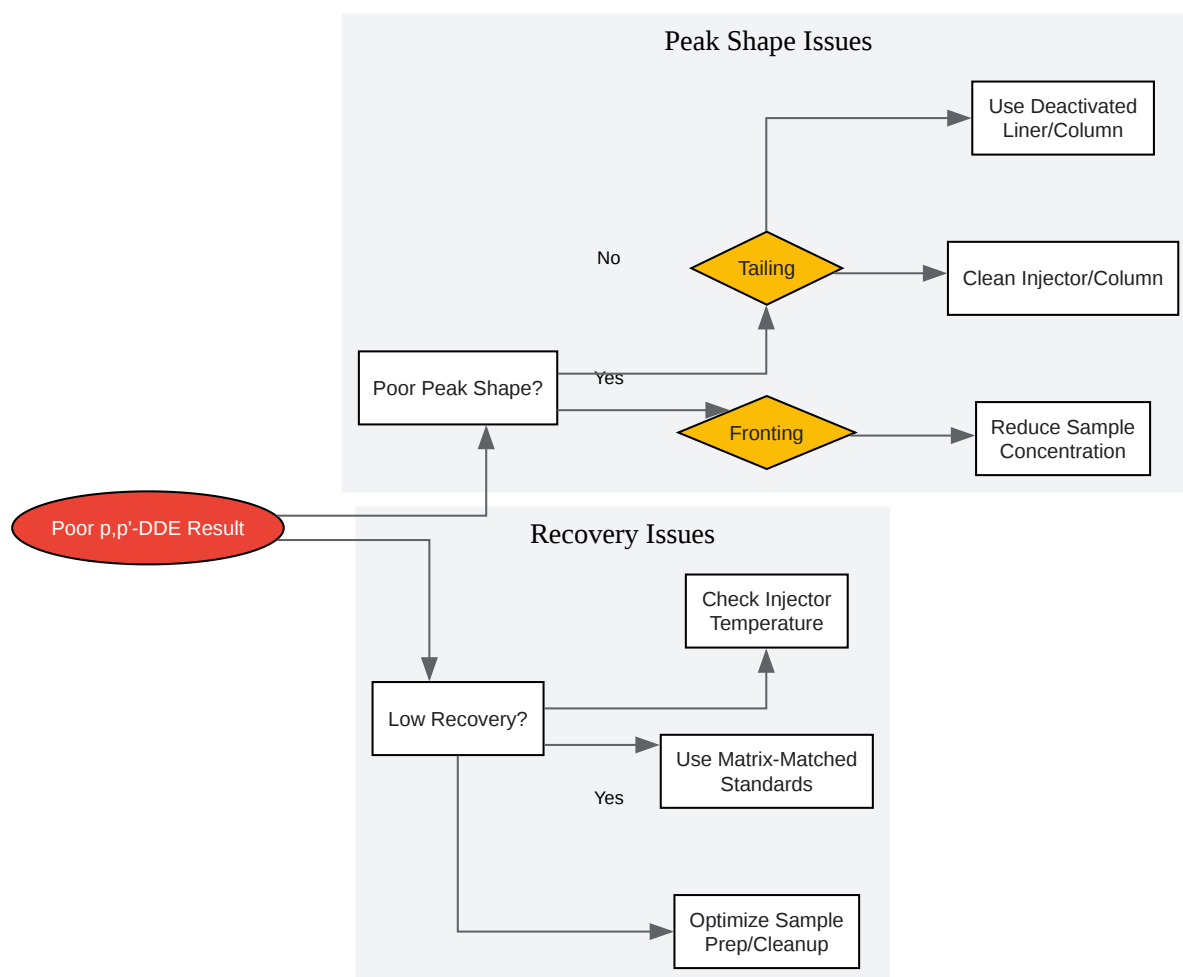 Peak Shape Issues
Use Deactivated
Liner/Column
No
Tailing
Clean Injector/Column
Poor Peak Shape?
Yes
Fronting
Reduce Sample
Concentration
Poor p,p'-DDE Result
Recovery Issues
Check Injector
Temperature
Low Recovery?
Use Matrix-Matched
Standards
Yes
Optimize Sample
Prep/Cleanup